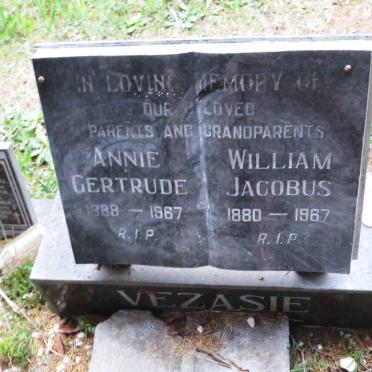 IN LOVING MEMORY OF
OUR BELOVED
PARENTS AND GRANDPARENTS
ANNIE WILLIAM
GERTRUDE JACOBUS
1888 – 1967 1880 – 1967
R.I.P. R.I.P.
VEZASIE